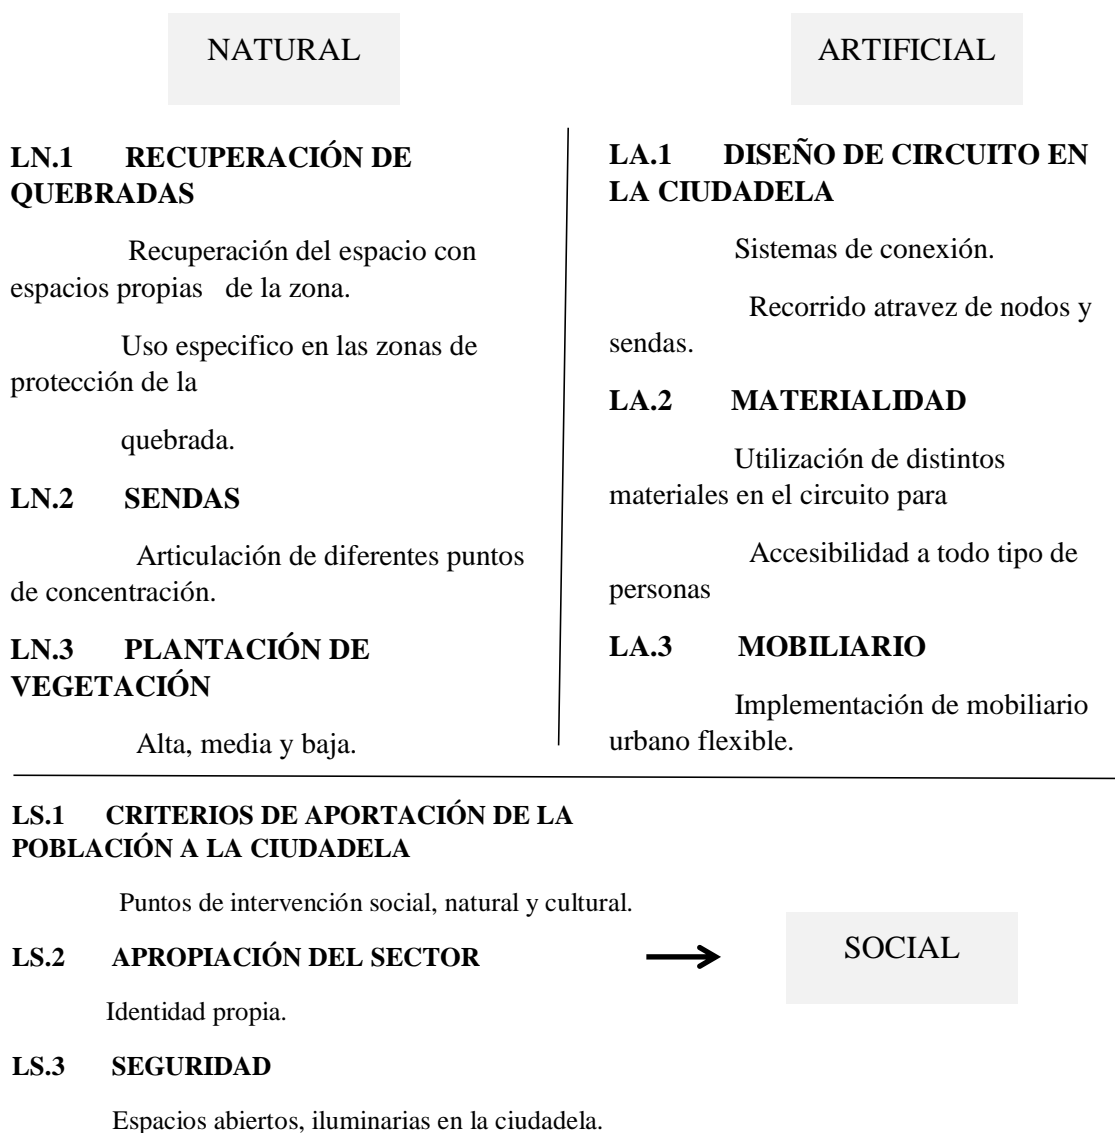 NATURAL
LN.1 RECUPERACIÓN DE
QUEBRADAS
Recuperación del espacio con
espacios propias de la zona.
Uso especifico en las zonas de
protección de la
quebrada.
LN.2 SENDAS
Articulación de diferentes puntos
de concentración.
LN.3 PLANTACIÓN DE
VEGETACIÓN
Alta, media y baja.
ARTIFICIAL
LA.1 DISEÑO DE CIRCUITO EN
LA CIUDADELA
Sistemas de conexión.
Recorrido atravez de nodos y
sendas.
LA.2 MATERIALIDAD
Utilización de distintos
materiales en el circuito para
Accesibilidad a todo tipo de
personas
LA.3 MOBILIARIO
Implementación de mobiliario
urbano flexible.
LS.1 CRITERIOS DE APORTACIÓN DE LA
POBLACIÓN A LA CIUDADELA
Puntos de intervención social, natural y cultural.
LS.2 APROPIACIÓN DEL SECTOR
Identidad propia.
LS.3 SEGURIDAD
Espacios abiertos, iluminarias en la ciudadela.
SOCIAL